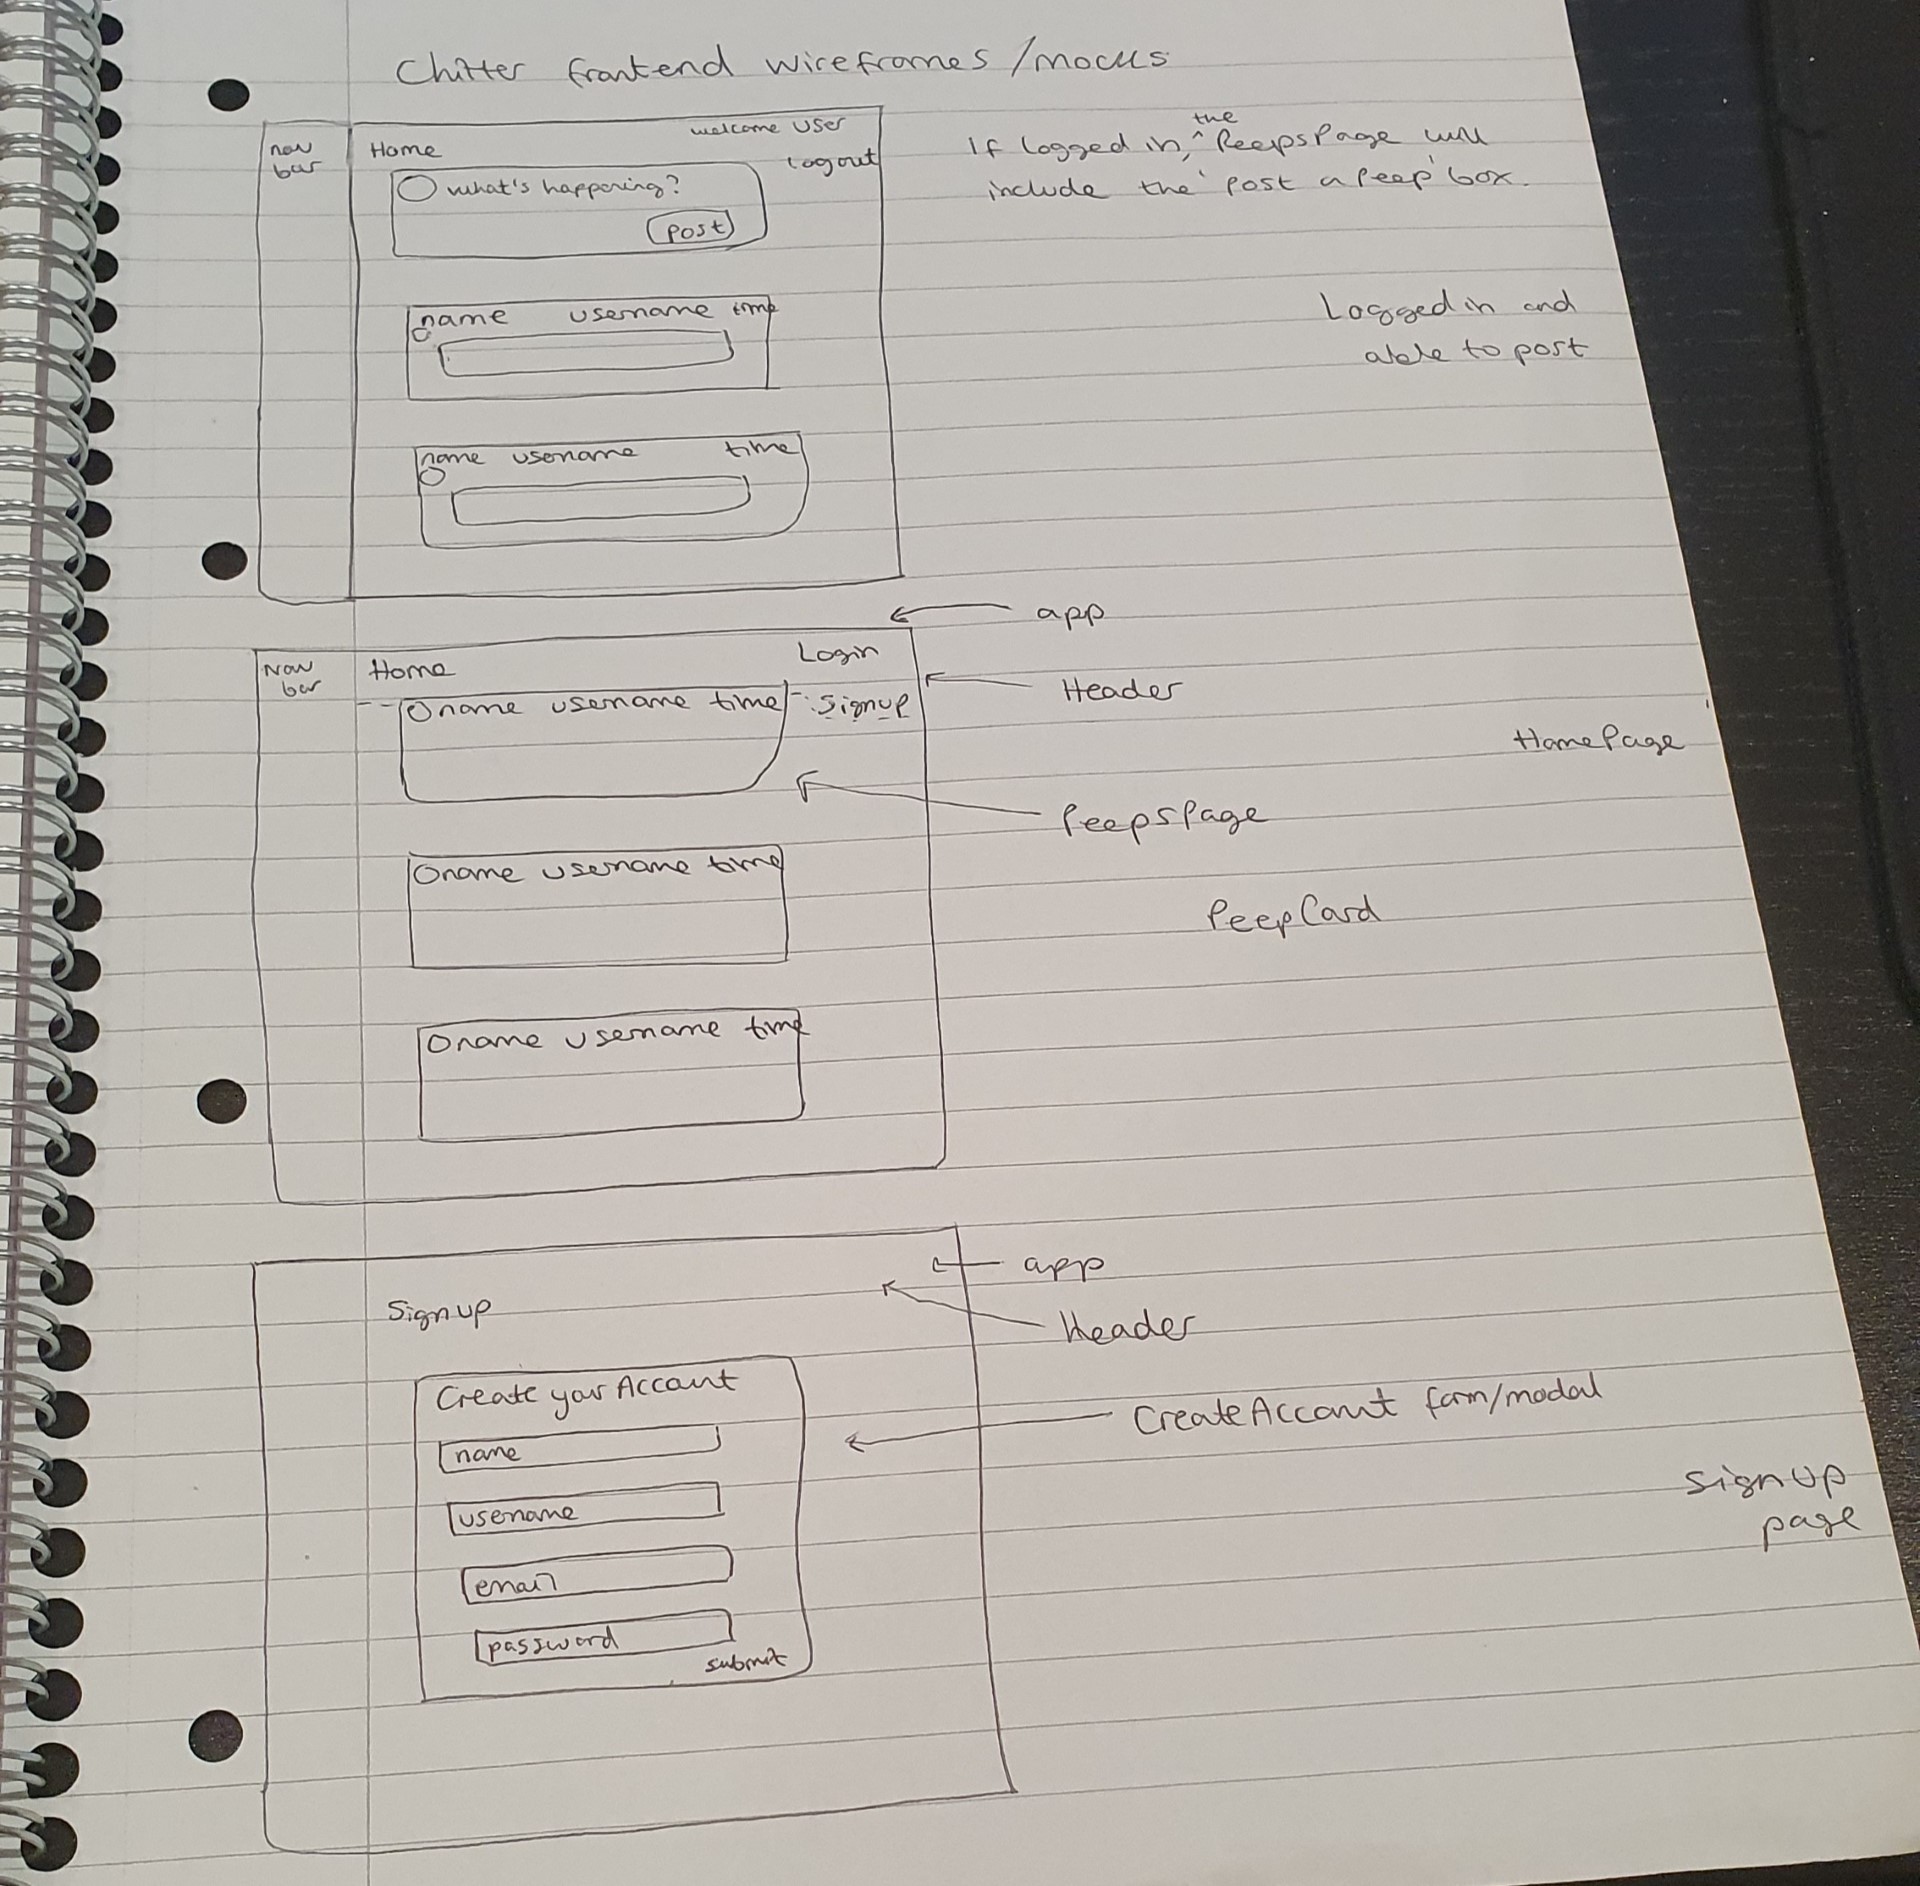 Chitter frontend wireframes/mocks
nav
bar
Home
welcome user
logout
what's happening?
post
name username time
name username time
If logged in, the PeepsPage will
include the 'post a peep' box.
Logged in and
able to post
app
Nav
bar
Home
Login
Signup
Header
name username time
HomePage
PeepsPage
name username time
PeepCard
name username time
app
Signup
Header
Create your Account
CreateAccount form/modal
name
username
email
password
submit
signup
page